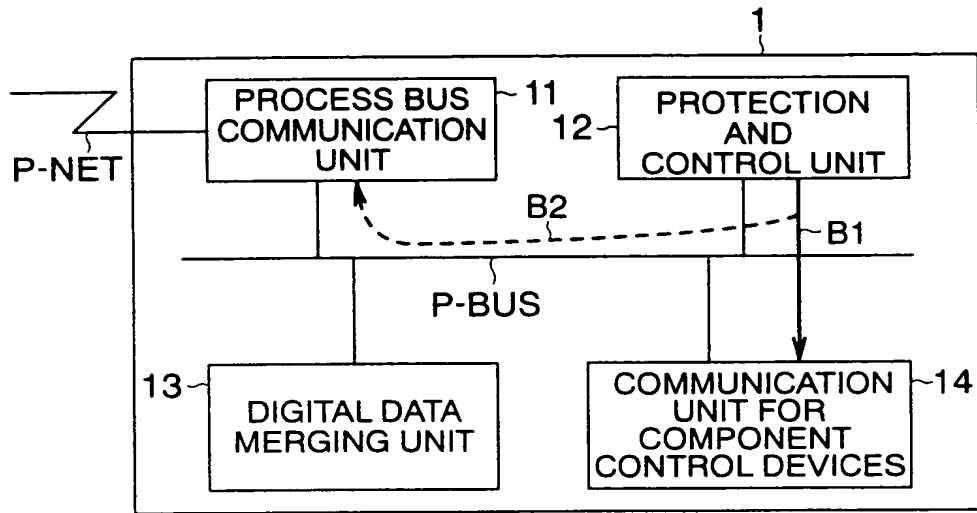 1
PROCESS BUS
COMMUNICATION
UNIT
11
12
PROTECTION
AND
CONTROL UNIT
P-NET
B2
B1
P-BUS
13
DIGITAL DATA
MERGING UNIT
COMMUNICATION
UNIT FOR
COMPONENT
CONTROL DEVICES
14